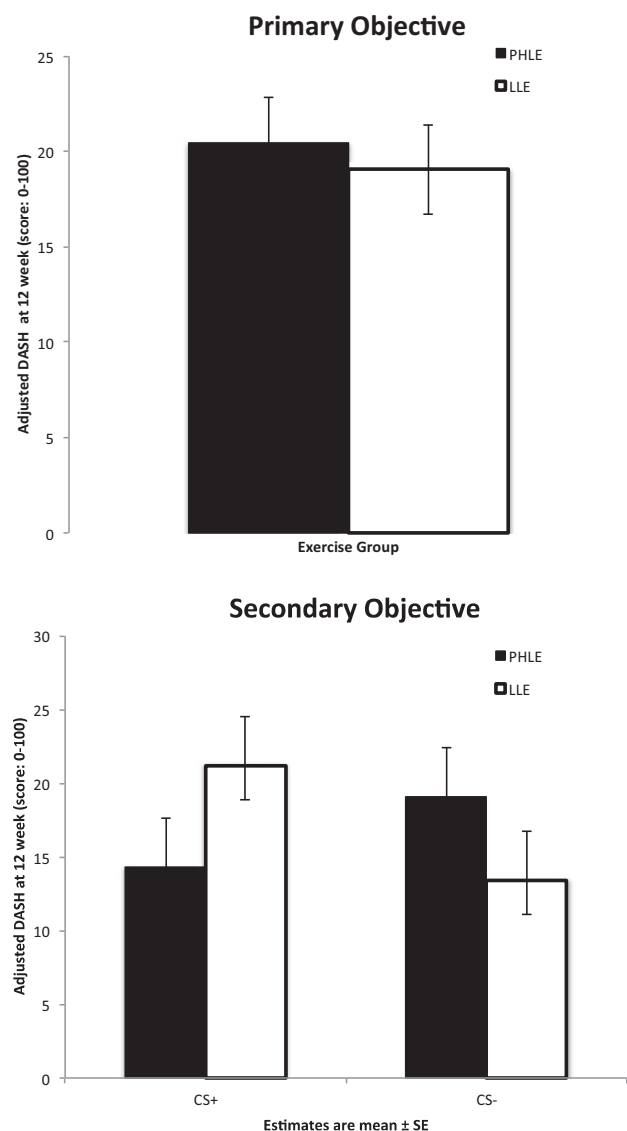 Primary Objective
PHLE
LLE
Adjusted DASH at 12 week (score: 0-100)
25
20
15
10
5
0
Exercise Group
Secondary Objective
PHLE
LLE
Adjusted DASH at 12 week (score: 0-100)
30
25
20
15
10
5
0
CS+
CS-
Estimates are mean ± SE